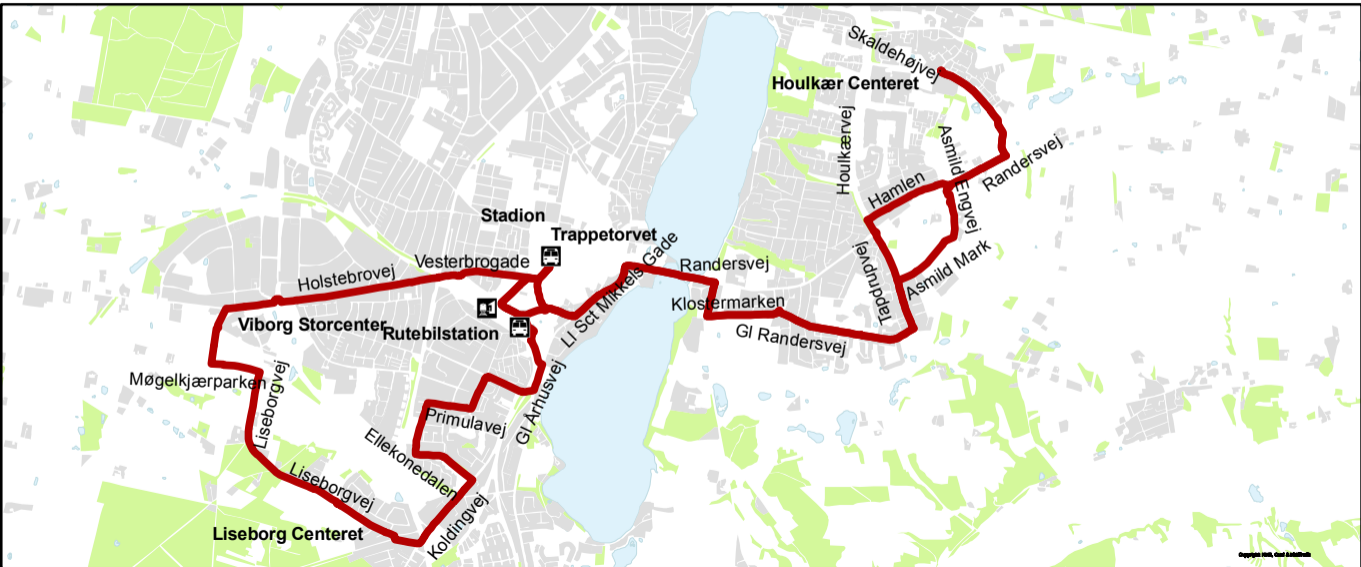 Skaldehøjvej
Houlkær Centeret
Houlkærvej
Asmild Engvej
Randersvej
Hamlen
Stadion
Trappetorvet
Vesterbrogade
Holstebrovej
Ll Sct Mikkels Gade
Randersvej
Klostermarken
Gl Randersvej
Tapdrupvej
Asmild Mark
Viborg Storcenter
Rutebilstation
Møgelkjærparken
Liseborgvej
Primulavej
Gl Århusvej
Ellekonedalen
Liseborgvej
Koldingvej
Liseborg Centeret